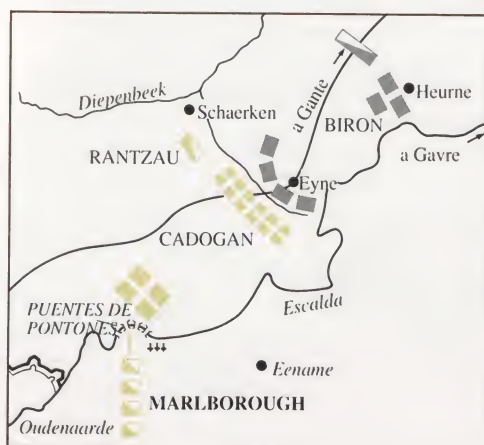 Diepenbeek
Schaerken
a Gante
Heurne
BIRON
RANTZAU
a Gavre
Eyne
CADOGAN
Escalda
PUENTES DE
PONTONES
Eename
MARLBOROUGH
Oudenaarde